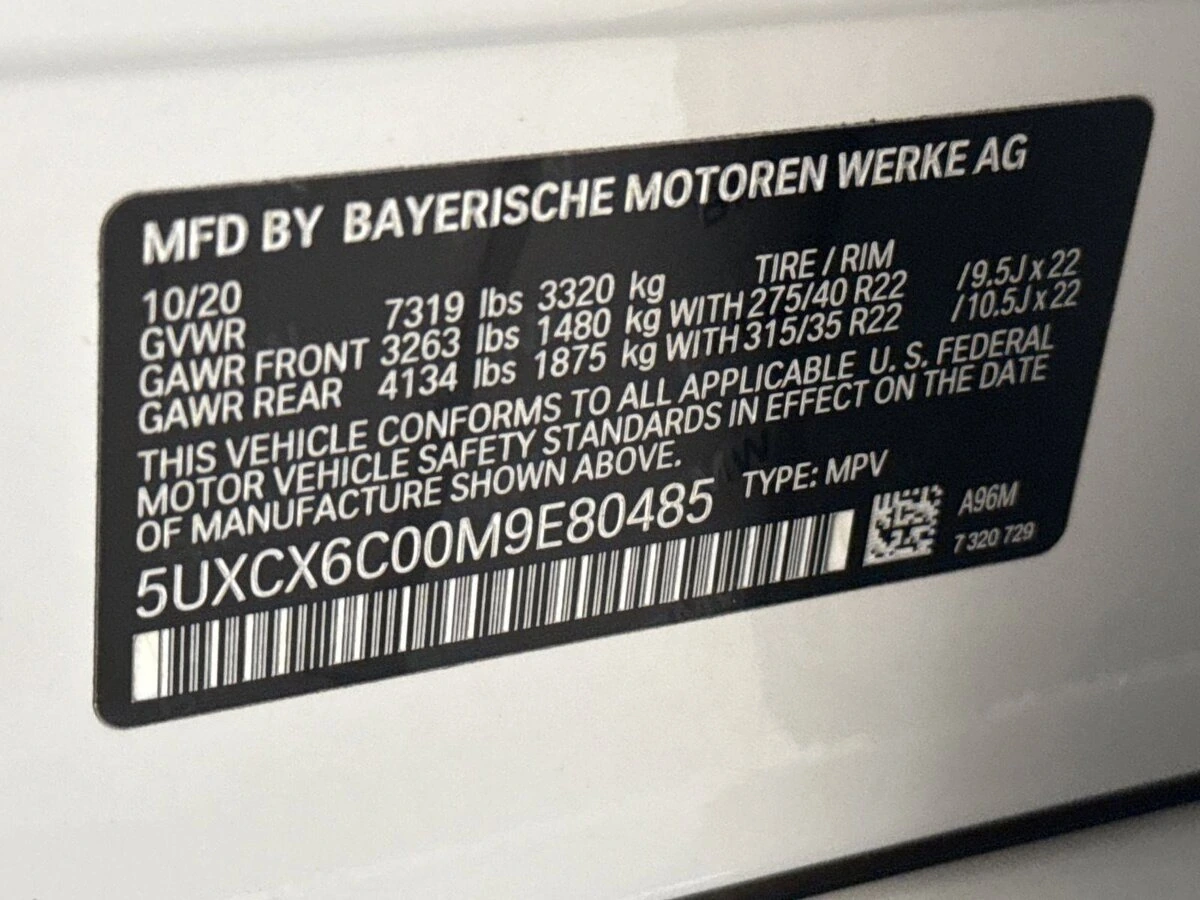 MFD BY BAYERISCHE MOTOREN WERKE AG
10/20 TIRE / RIM
GVWR 7319 lbs 3320 kg
GAWR FRONT 3263 lbs 1480 kg WITH 275/40 R22 /9.5J x 22
GAWR REAR 4134 lbs 1875 kg WITH 315/35 R22 /10.5J x 22
THIS VEHICLE CONFORMS TO ALL APPLICABLE U. S. FEDERAL
MOTOR VEHICLE SAFETY STANDARDS IN EFFECT ON THE DATE
OF MANUFACTURE SHOWN ABOVE.
5UXCX6C00M9E80485 TYPE: MPV
A96M
7 320 729